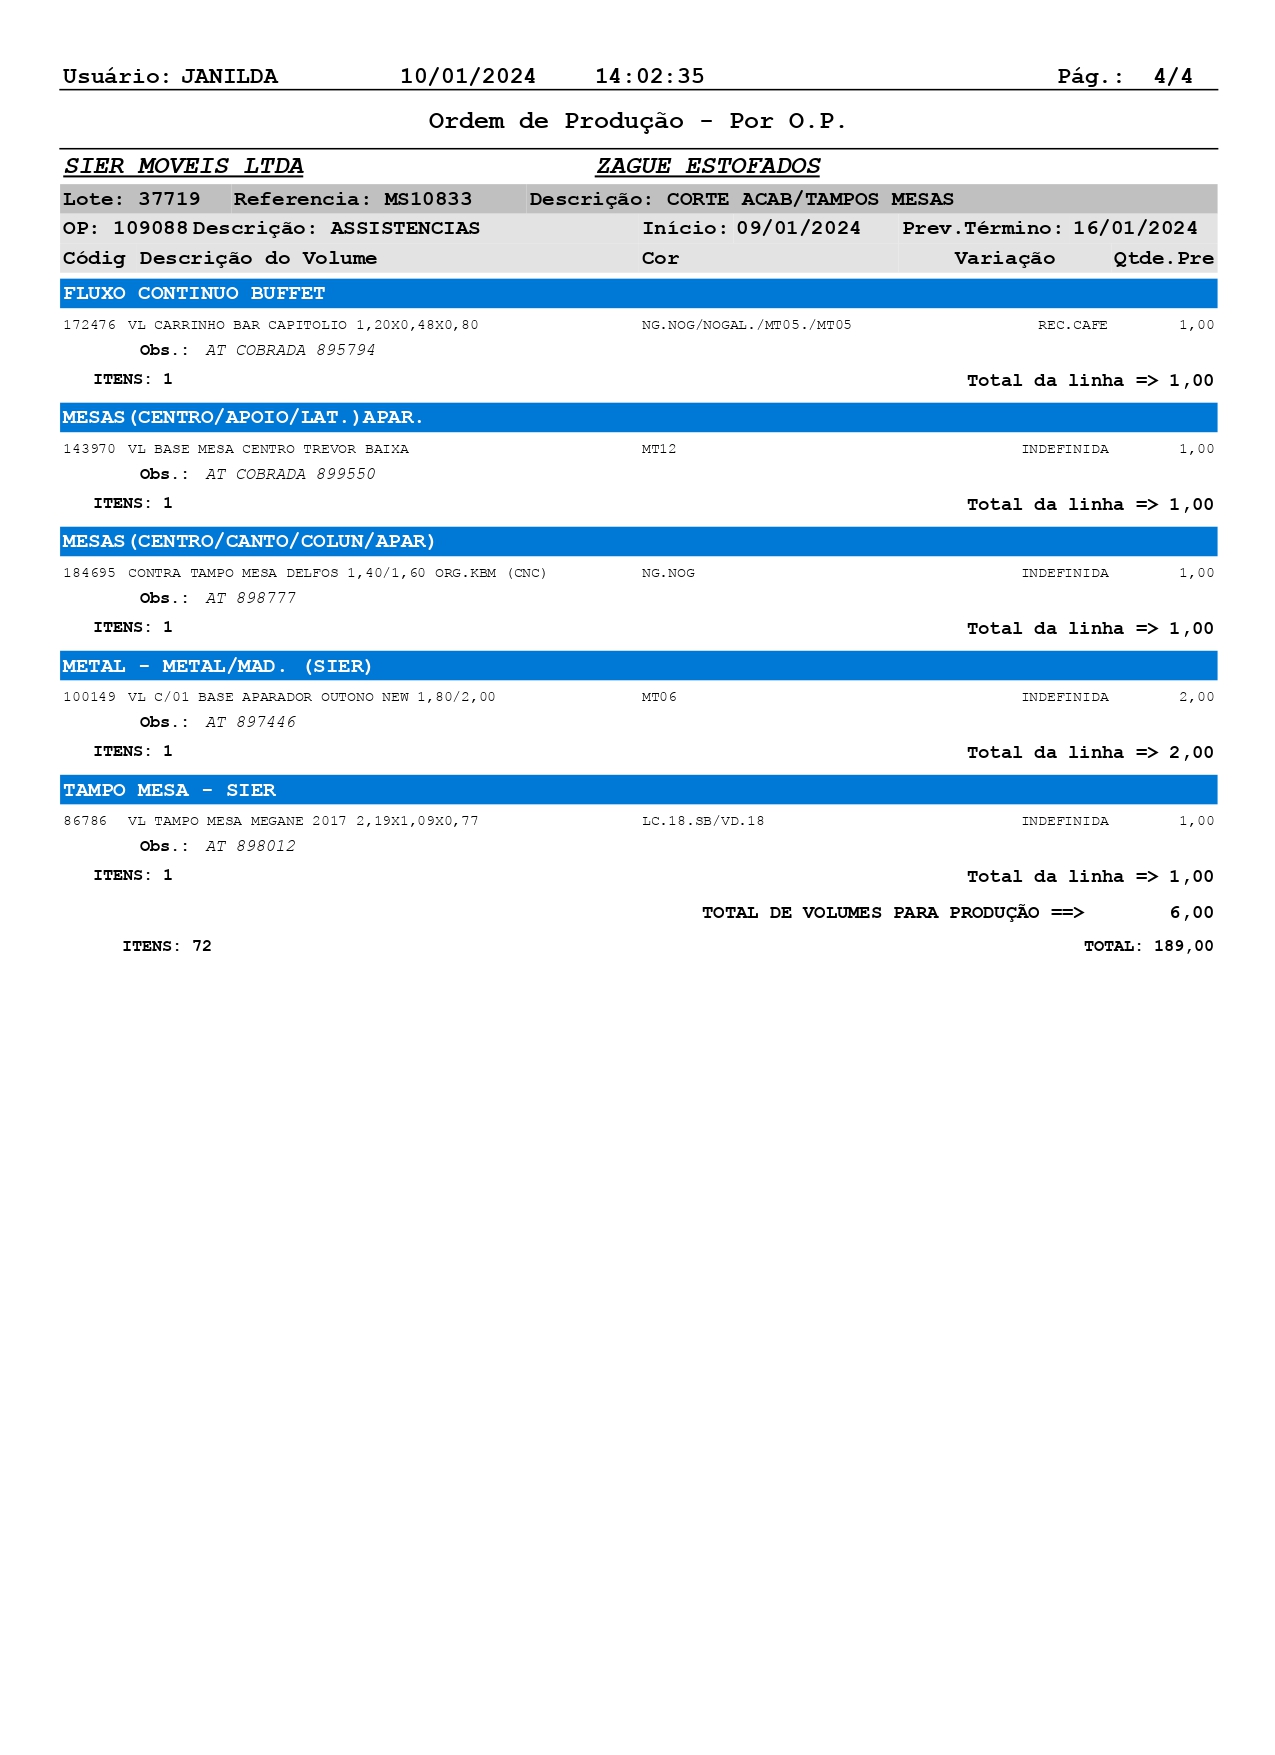 Usuário: JANILDA 10/01/2024 14:02:35 Pág.: 4/4
Ordem de Produção - Por O.P.
SIER MOVEIS LTDA ZAGUE ESTOFADOS
Lote: 37719 Referencia: MS10833 Descrição: CORTE ACAB/TAMPOS MESAS
OP: 109088 Descrição: ASSISTENCIAS Início: 09/01/2024 Prev.Término: 16/01/2024
Códig Descrição do Volume Cor Variação Qtde.Pre
FLUXO CONTINUO BUFFET
172476 VL CARRINHO BAR CAPITOLIO 1,20X0,48X0,80 NG.NOG/NOGAL./MT05./MT05 REC.CAFE 1,00
Obs.: AT COBRADA 895794
ITENS: 1 Total da linha => 1,00
MESAS(CENTRO/APOIO/LAT.)APAR.
143970 VL BASE MESA CENTRO TREVOR BAIXA MT12 INDEFINIDA 1,00
Obs.: AT COBRADA 899550
ITENS: 1 Total da linha => 1,00
MESAS(CENTRO/CANTO/COLUN/APAR)
184695 CONTRA TAMPO MESA DELFOS 1,40/1,60 ORG.KBM (CNC) NG.NOG INDEFINIDA 1,00
Obs.: AT 898777
ITENS: 1 Total da linha => 1,00
METAL - METAL/MAD. (SIER)
100149 VL C/01 BASE APARADOR OUTONO NEW 1,80/2,00 MT06 INDEFINIDA 2,00
Obs.: AT 897446
ITENS: 1 Total da linha => 2,00
TAMPO MESA - SIER
86786 VL TAMPO MESA MEGANE 2017 2,19X1,09X0,77 LC.18.SB/VD.18 INDEFINIDA 1,00
Obs.: AT 898012
ITENS: 1 Total da linha => 1,00
TOTAL DE VOLUMES PARA PRODUÇÃO ==> 6,00
ITENS: 72 TOTAL: 189,00